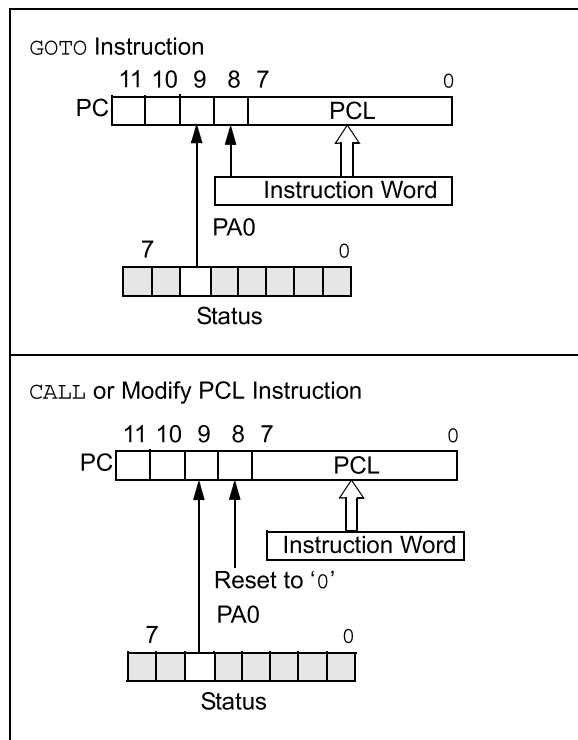 GOTO Instruction
11 10 9 8 7 0
PC PCL
Instruction Word
PA0
7 0
Status
CALL or Modify PCL Instruction
11 10 9 8 7 0
PC PCL
Instruction Word
Reset to ‘0’
PA0
7 0
Status